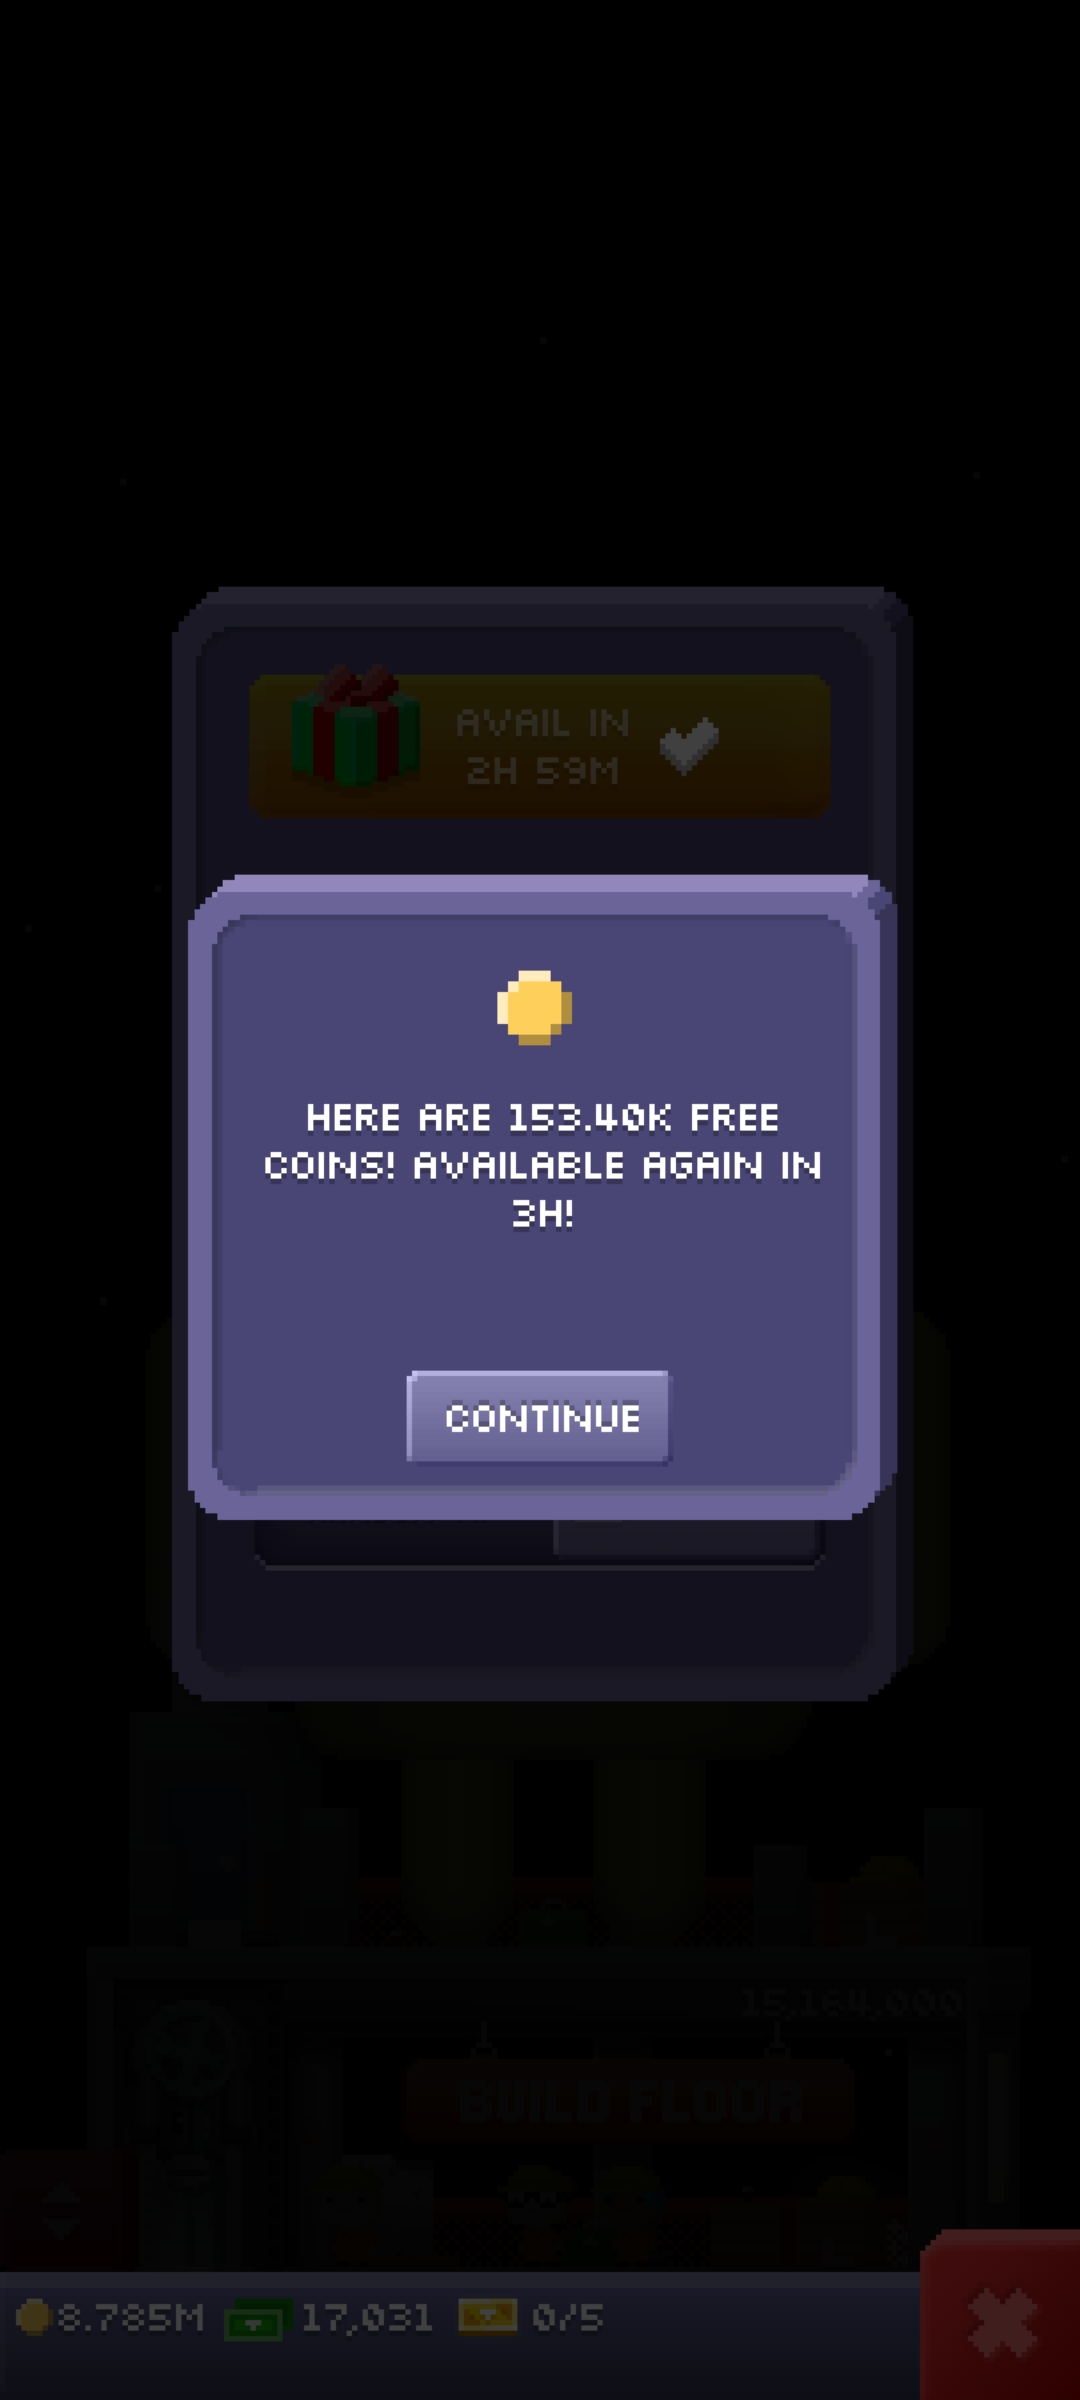 AVAIL IN
2H 59M
HERE ARE 153.40K FREE
COINS! AVAILABLE AGAIN IN
3H!
CONTINUE
15,164,000
BUILD FLOOR
8.785M 17,031 0/5